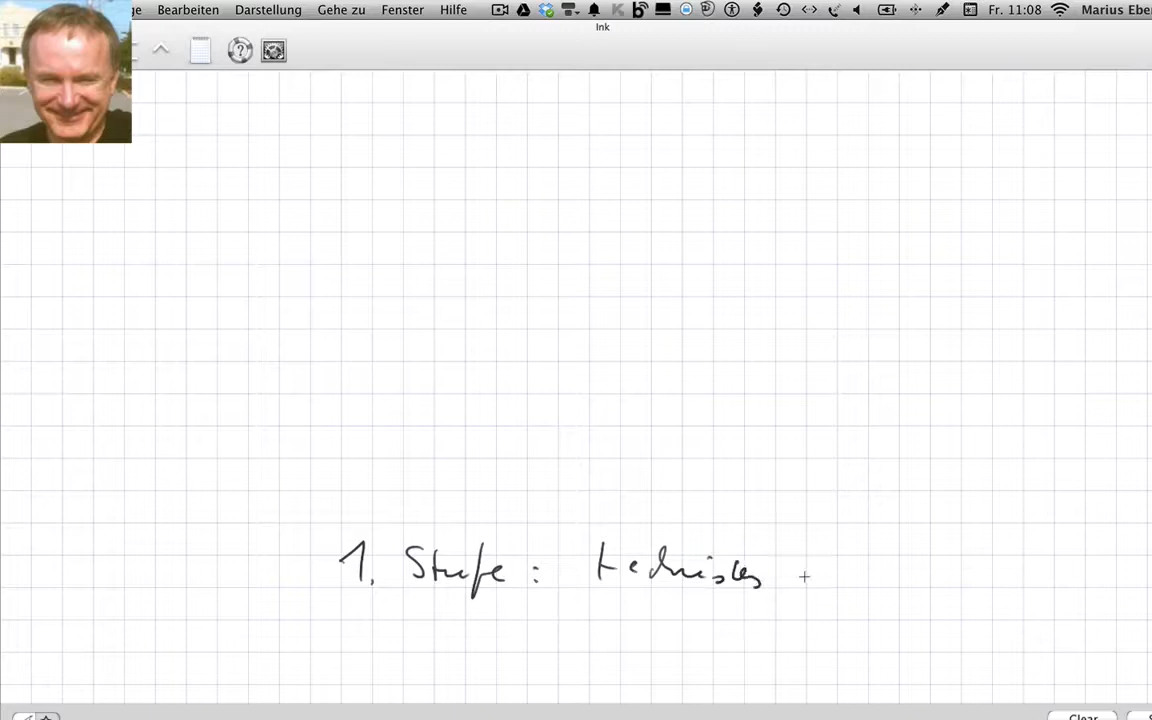 ge Bearbeiten Darstellung Gehe zu Fenster Hilfe Fr. 11:08 Marius Eber
Ink
1. Stufe: technisches
Clear